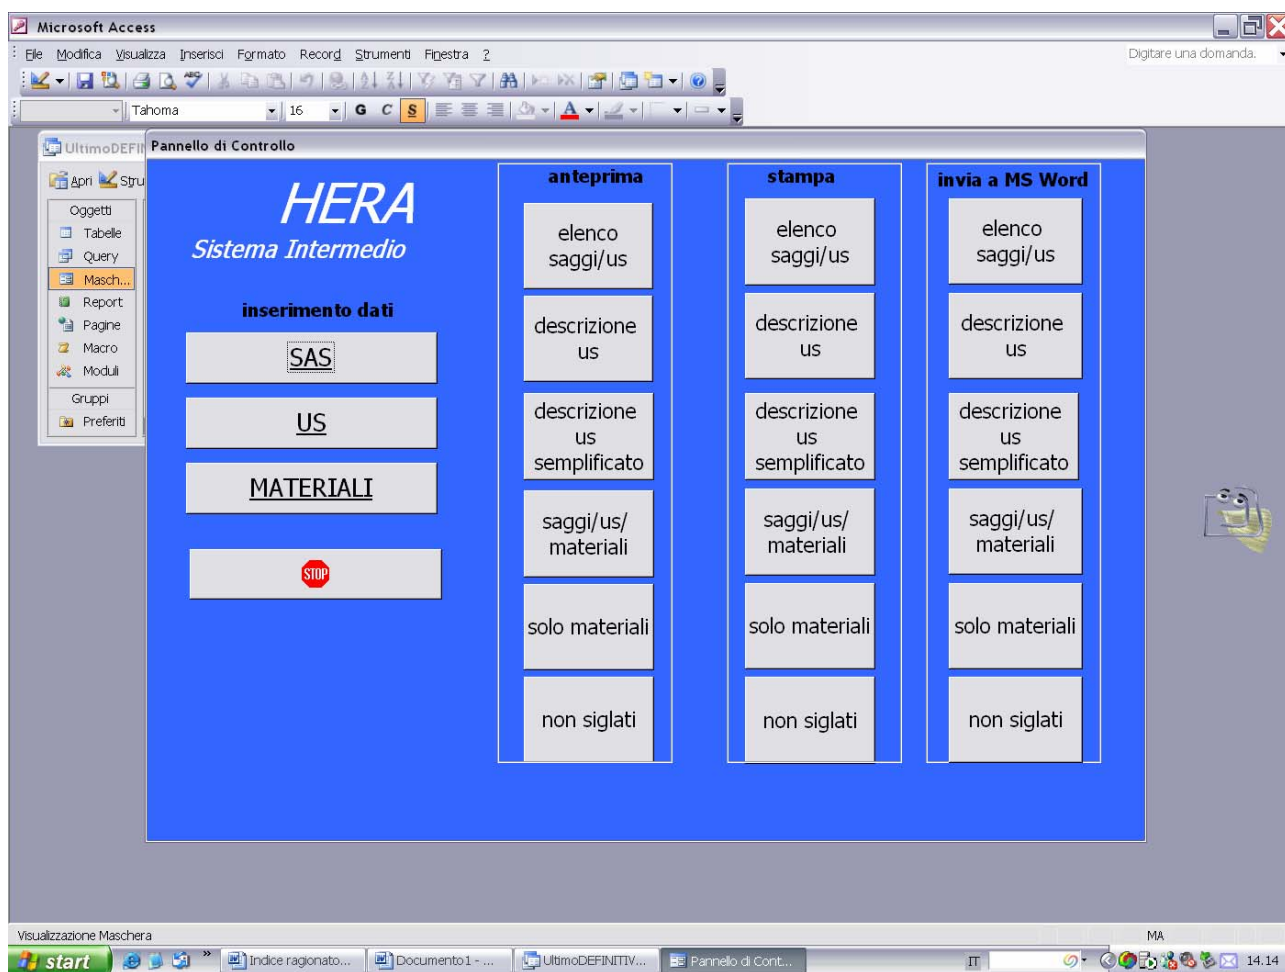 Microsoft Access
File Modifica Visualizza Inserisci Formato Record Strumenti Finestra ?
Digitare una domanda.
Tahoma 16 G C S
UltimoDEFI
Pannello di Controllo
Apri Stru
Oggetti
Tabelle
Query
Masch...
Report
Pagine
Macro
Moduli
Gruppi
Preferiti
HERA
Sistema Intermedio
inserimento dati
SAS
US
MATERIALI
STOP
anteprima
elenco
saggi/us
descrizione
us
descrizione
us
semplificato
saggi/us/
materiali
solo materiali
non siglati
stampa
elenco
saggi/us
descrizione
us
descrizione
us
semplificato
saggi/us/
materiali
solo materiali
non siglati
invia a MS Word
elenco
saggi/us
descrizione
us
descrizione
us
semplificato
saggi/us/
materiali
solo materiali
non siglati
Visualizzazione Maschera
MA
start
Indice ragionato...
Documento1 - ...
UltimoDEFINITIV...
Pannello di Cont...
IT
14.14